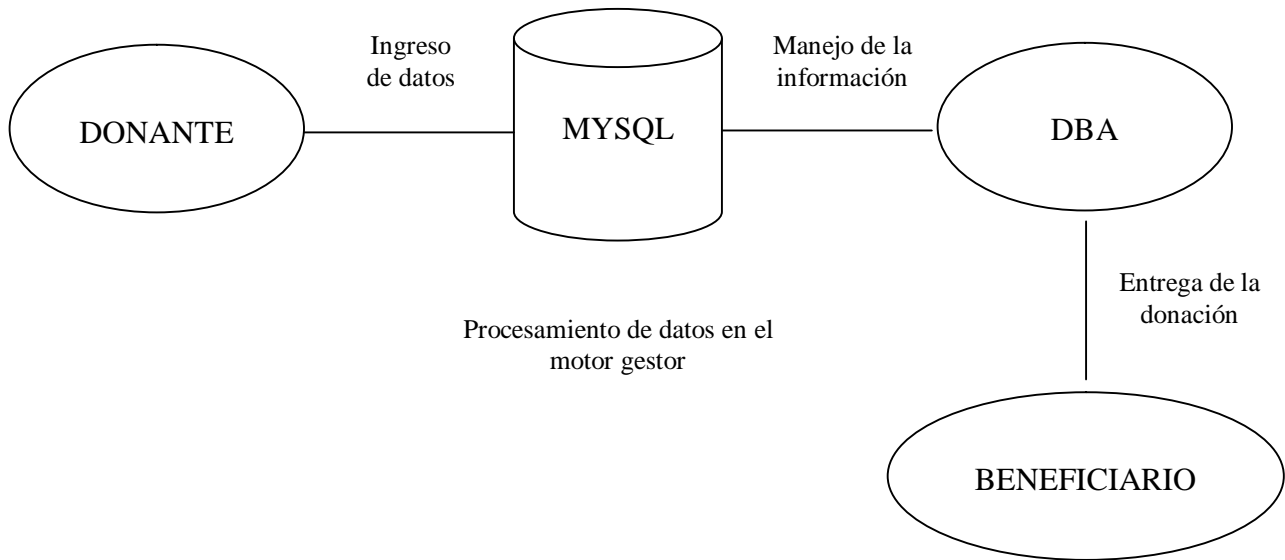 Ingreso
de datos
Manejo de la
información
DONANTE
MYSQL
DBA
Entrega de la
donación
Procesamiento de datos en el
motor gestor
BENEFICIARIO